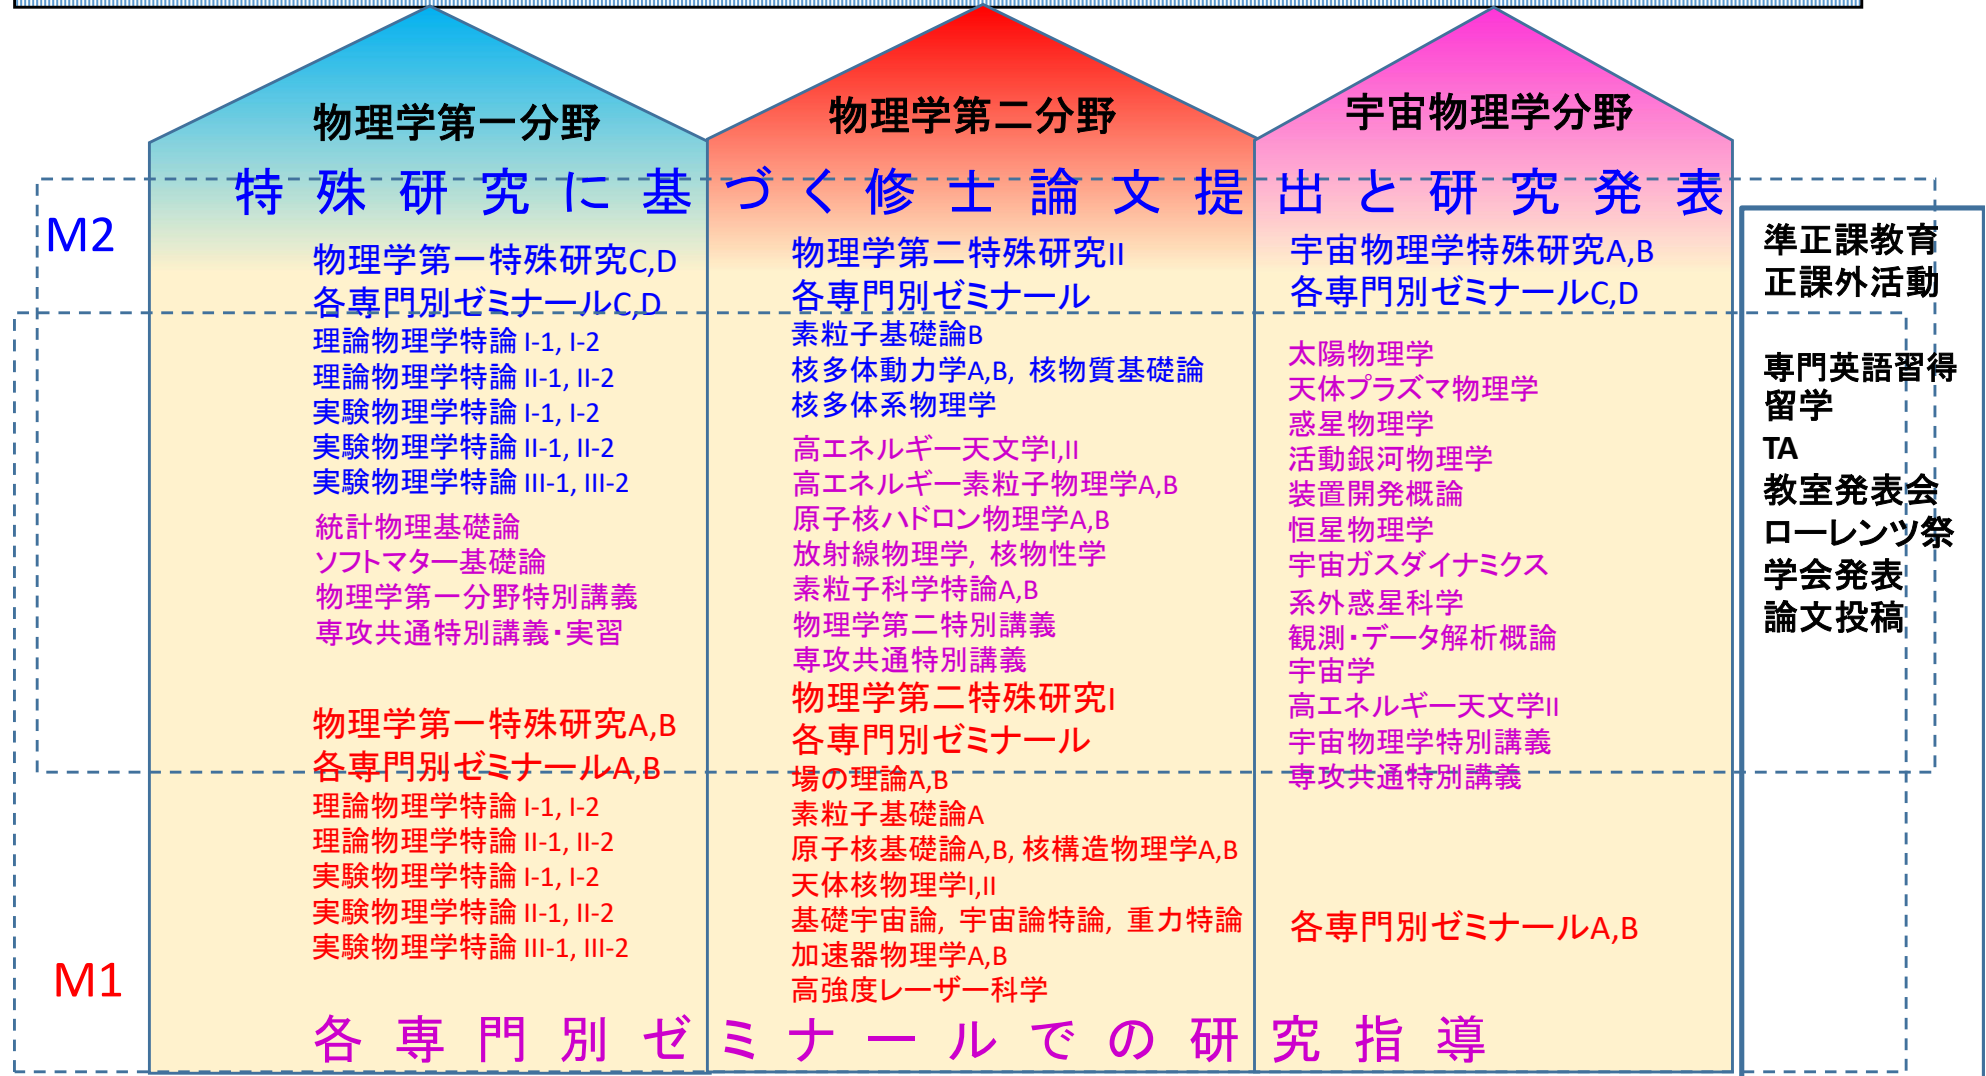 物理学第一分野
物理学第二分野
宇宙物理学分野
特殊研究に基づく修士論文提出と研究発表
M2
物理学第一特殊研究C,D
各専門別ゼミナールC,D
理論物理学特論 I-1, I-2
理論物理学特論 II-1, II-2
実験物理学特論 I-1, I-2
実験物理学特論 II-1, II-2
実験物理学特論 III-1, III-2
統計物理基礎論
ソフトマター基礎論
物理学第一分野特別講義
専攻共通特別講義・実習
物理学第一特殊研究A,B
各専門別ゼミナールA,B
理論物理学特論 I-1, I-2
理論物理学特論 II-1, II-2
実験物理学特論 I-1, I-2
実験物理学特論 II-1, II-2
実験物理学特論 III-1, III-2
物理学第二特殊研究II
各専門別ゼミナール
素粒子基礎論B
核多体動力学A,B, 核物質基礎論
核多体系物理学
高エネルギー天文学I,II
高エネルギー素粒子物理学A,B
原子核ハドロン物理学A,B
放射線物理学, 核物性学
素粒子科学特論A,B
物理学第二特別講義
専攻共通特別講義
物理学第二特殊研究I
各専門別ゼミナール
場の理論A,B
素粒子基礎論A
原子核基礎論A,B, 核構造物理学A,B
天体核物理学I,II
基礎宇宙論, 宇宙論特論, 重力特論
加速器物理学A,B
高強度レーザー科学
宇宙物理学特殊研究A,B
各専門別ゼミナールC,D
太陽物理学
天体プラズマ物理学
惑星物理学
活動銀河物理学
装置開発概論
恒星物理学
宇宙ガスダイナミクス
系外惑星科学
観測・データ解析概論
宇宙学
高エネルギー天文学II
宇宙物理学特別講義
専攻共通特別講義
各専門別ゼミナールA,B
準正課教育
正課外活動
専門英語習得
留学
TA
教室発表会
ローレンツ祭
学会発表
論文投稿
M1
各専門別ゼミナールでの研究指導